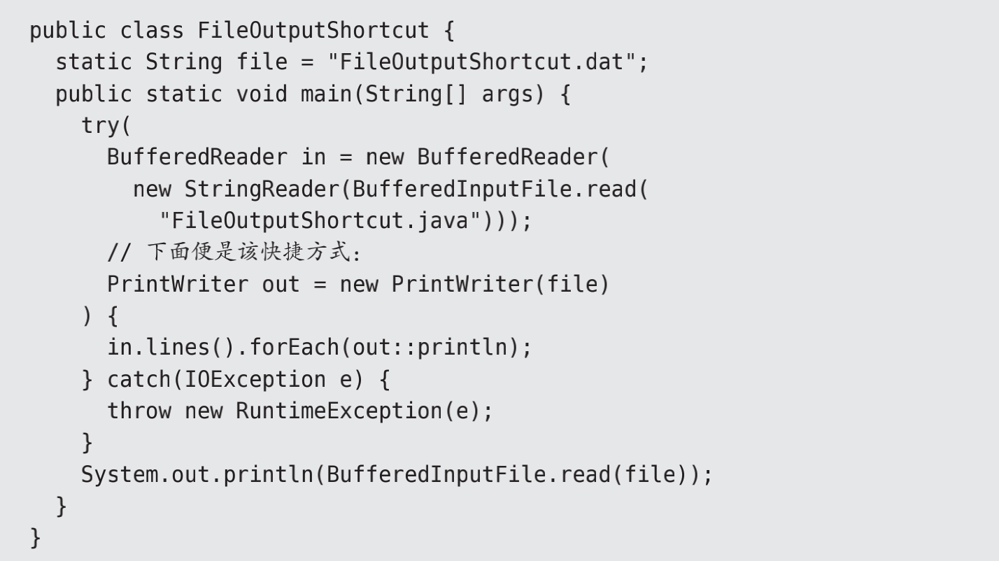 public class FileOutputShortcut {
  static String file = "FileOutputShortcut.dat";
  public static void main(String[] args) {
    try(
      BufferedReader in = new BufferedReader(
        new StringReader(BufferedInputFile.read(
          "FileOutputShortcut.java")));
      // 下面便是该快捷方式：
      PrintWriter out = new PrintWriter(file)
    ) {
      in.lines().forEach(out::println);
    } catch(IOException e) {
      throw new RuntimeException(e);
    }
    System.out.println(BufferedInputFile.read(file));
  }
}